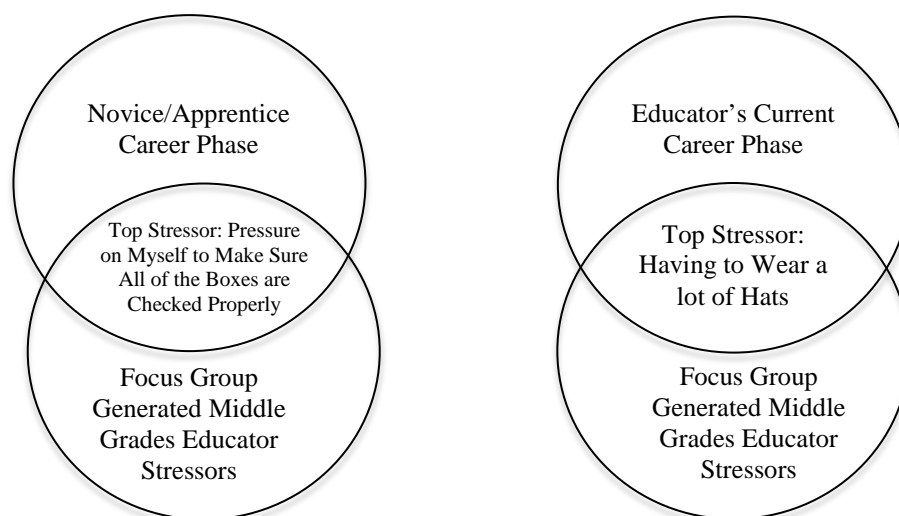 Novice/Apprentice
Career Phase
Top Stressor: Pressure
on Myself to Make Sure
All of the Boxes are
Checked Properly
Focus Group
Generated Middle
Grades Educator
Stressors
Educator’s Current
Career Phase
Top Stressor:
Having to Wear a
lot of Hats
Focus Group
Generated Middle
Grades Educator
Stressors